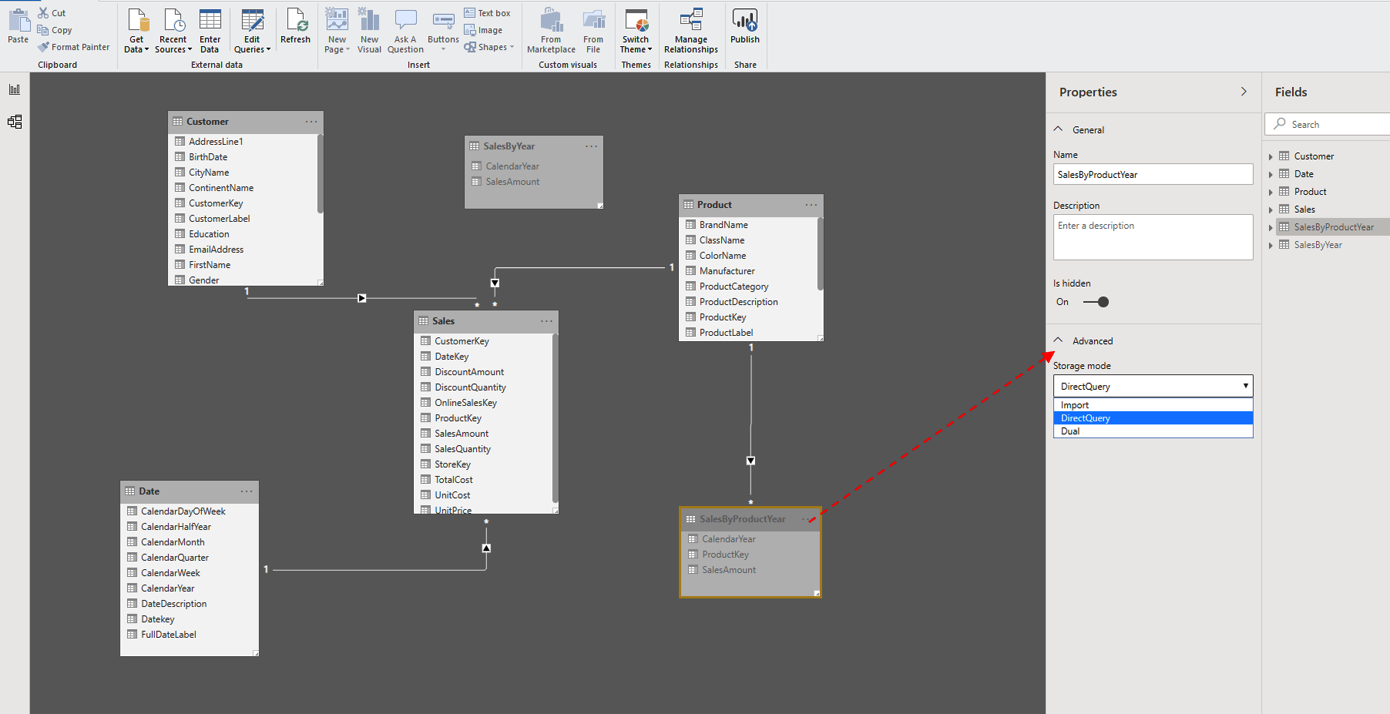 Paste
Cut
Copy
Format Painter
Clipboard
Get
Data
Recent
Sources
Enter
Data
Edit
Queries
External data
Refresh
New
Page
New
Visual
Ask A
Question
Buttons
Text box
Image
Shapes
Insert
From
Marketplace
From
File
Custom visuals
Switch
Theme
Themes
Manage
Relationships
Relationships
Publish
Share
Customer ...
AddressLine1
BirthDate
CityName
ContinentName
CustomerKey
CustomerLabel
Education
EmailAddress
FirstName
Gender
1
SalesByYear ...
CalendarYear
SalesAmount
Product ...
BrandName
ClassName
ColorName
Manufacturer
ProductCategory
ProductDescription
ProductKey
ProductLabel
1
1
* *
Sales ...
CustomerKey
DateKey
DiscountAmount
DiscountQuantity
OnlineSalesKey
ProductKey
SalesAmount
SalesQuantity
StoreKey
TotalCost
UnitCost
UnitPrice
*
Date ...
CalendarDayOfWeek
CalendarHalfYear
CalendarMonth
CalendarQuarter
CalendarWeek
CalendarYear
DateDescription
Datekey
FullDateLabel
1
*
SalesByProductYear ...
CalendarYear
ProductKey
SalesAmount
Properties
General
Name
SalesByProductYear
Description
Enter a description
Is hidden
On
Advanced
Storage mode
DirectQuery
Import
DirectQuery
Dual
Fields
Search
Customer
Date
Product
Sales
SalesByProductYear
SalesByYear